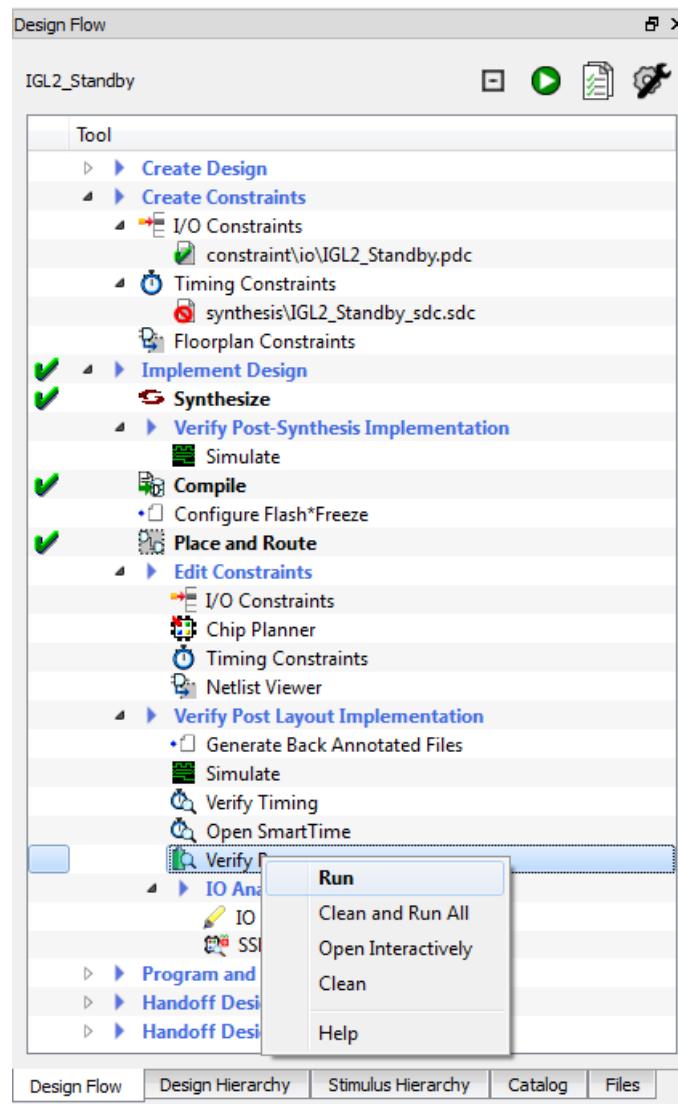 Design Flow
IGL2_Standby
Tool
Create Design
Create Constraints
I/O Constraints
constraint\io\IGL2_Standby.pdc
Timing Constraints
synthesis\IGL2_Standby_sdc.sdc
Floorplan Constraints
Implement Design
Synthesize
Verify Post-Synthesis Implementation
Simulate
Compile
Configure Flash*Freeze
Place and Route
Edit Constraints
I/O Constraints
Chip Planner
Timing Constraints
Netlist Viewer
Verify Post Layout Implementation
Generate Back Annotated Files
Simulate
Verify Timing
Open SmartTime
Verify
Run
IO
Clean and Run All
IO
Open Interactively
Program and
Clean
Handoff
Handoff
Help
Design Flow Design Hierarchy Stimulus Hierarchy Catalog Files